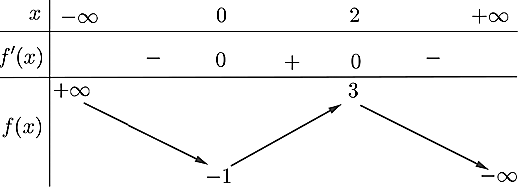 x −∞ 0 2 +∞
f′(x) − 0 + 0 −
+∞ 3
f(x)
−1 −∞